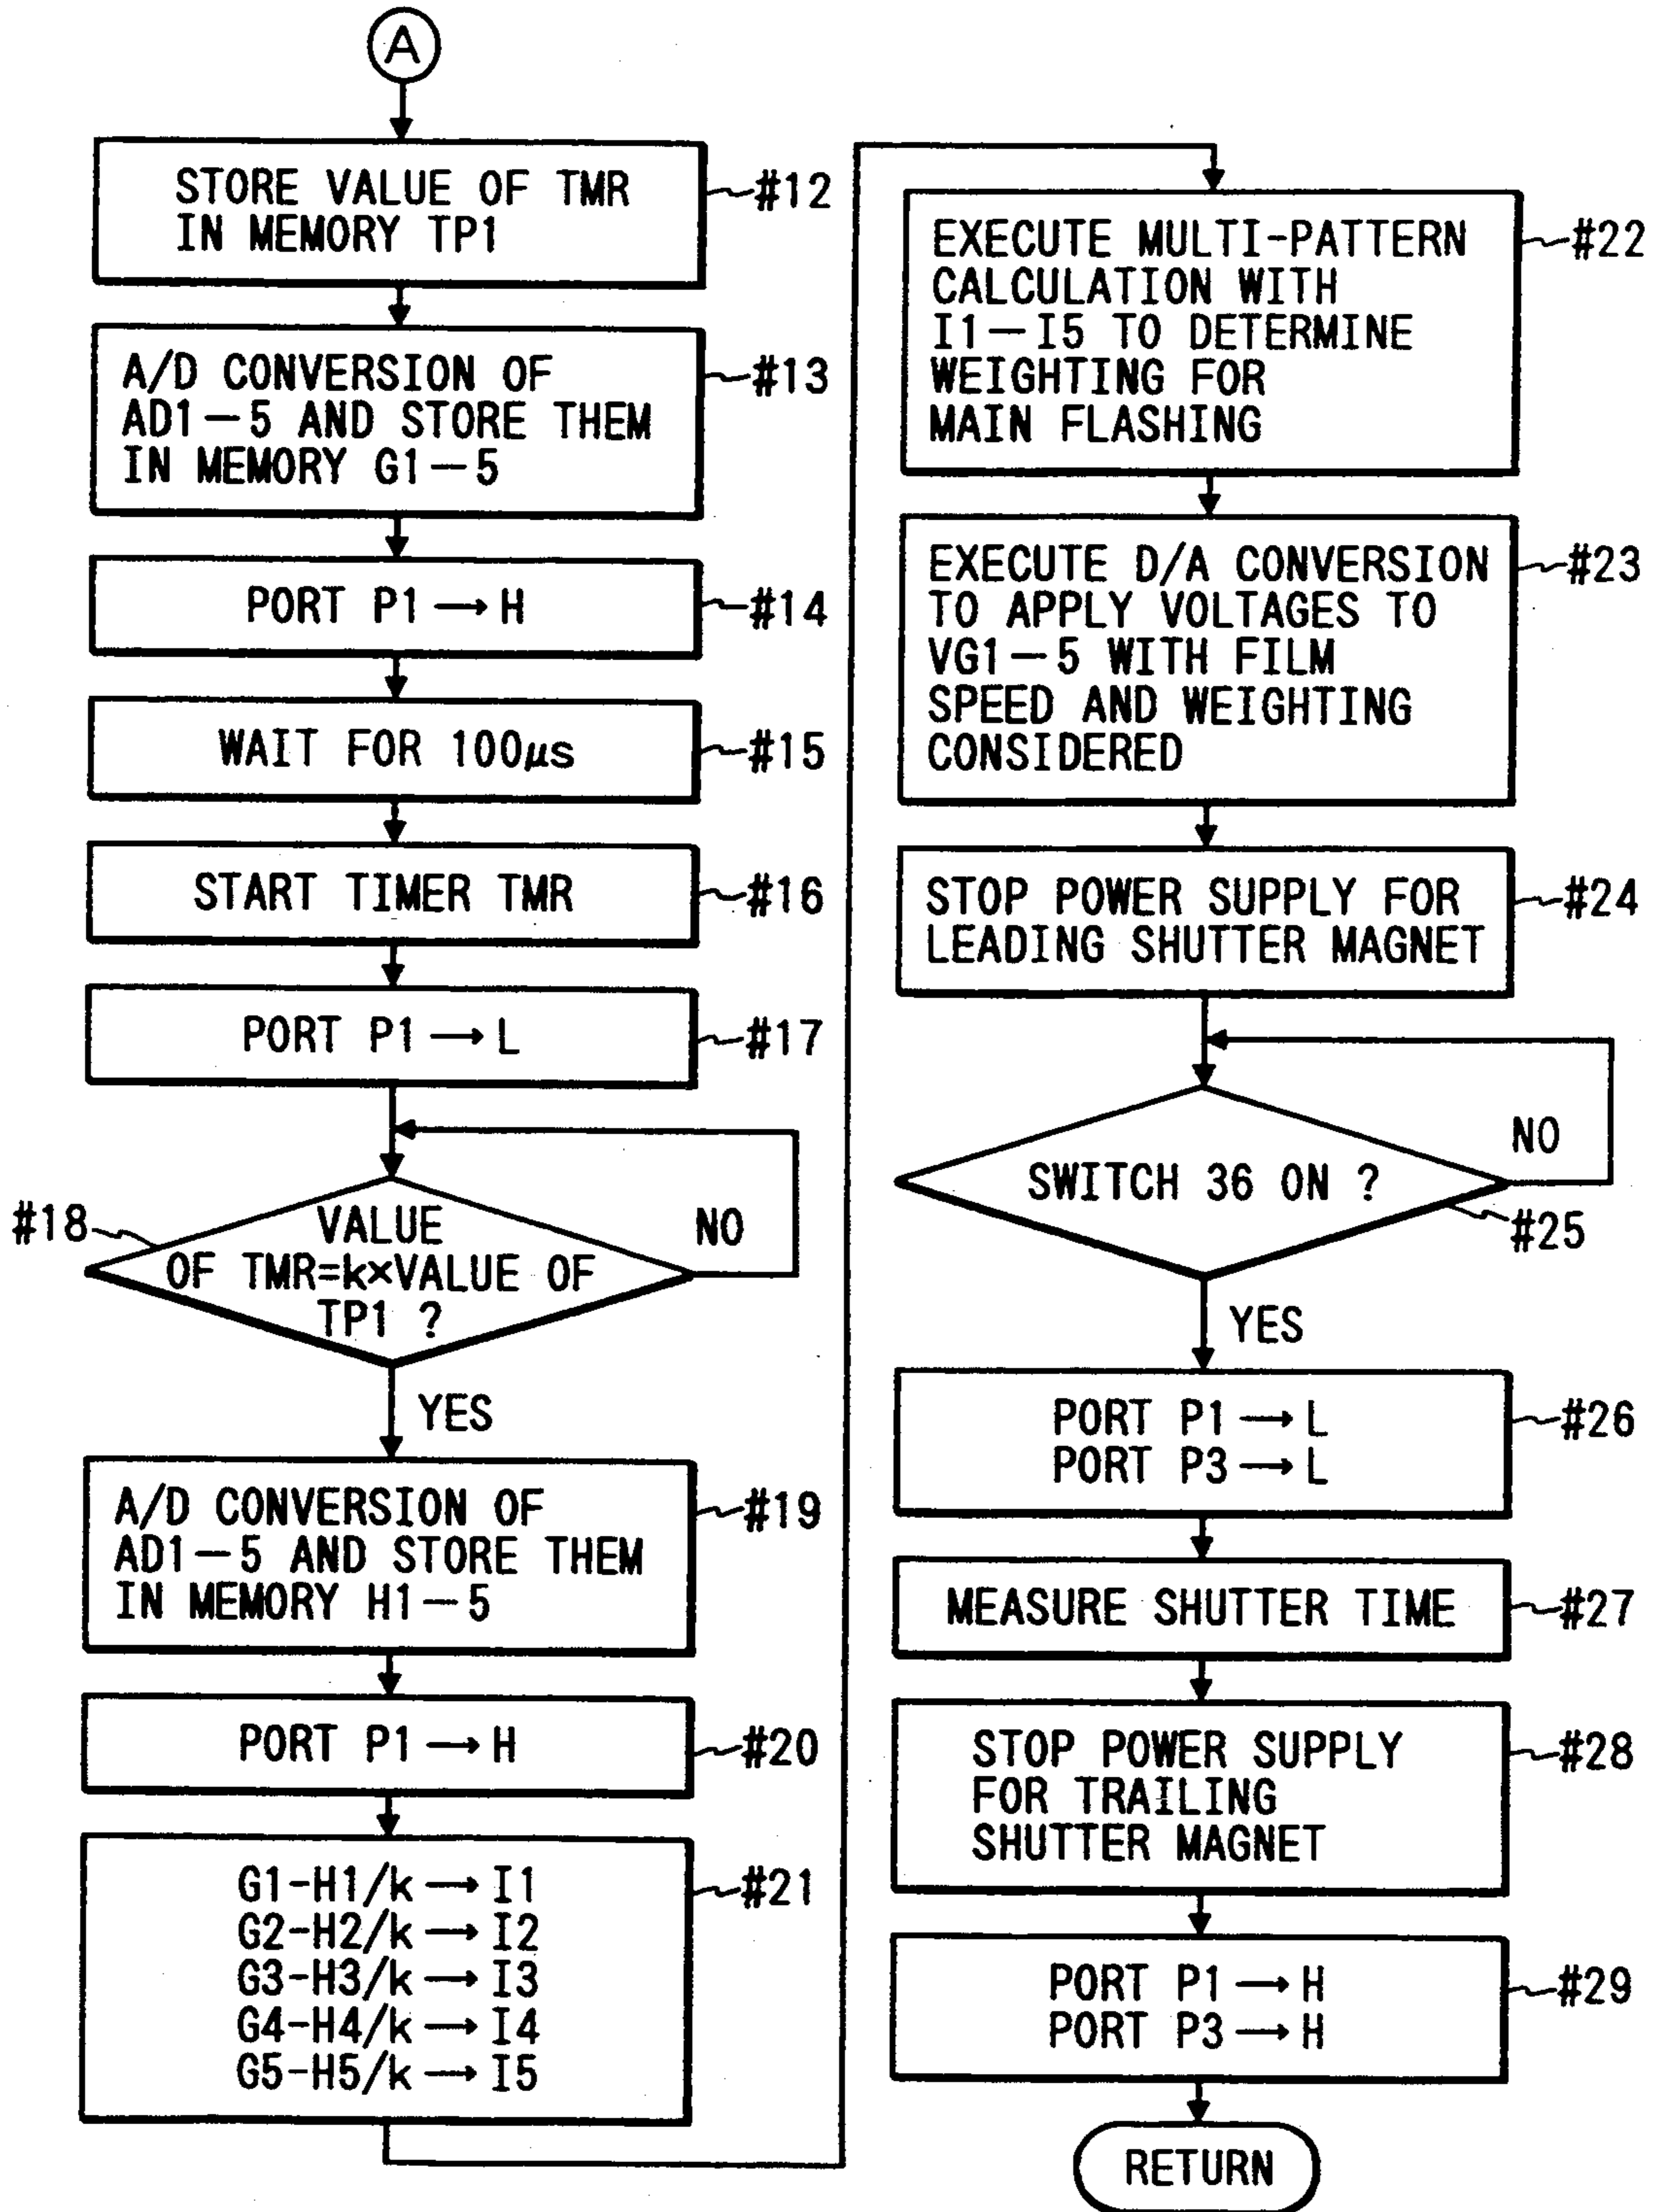 A
STORE VALUE OF TMR
IN MEMORY TP1
#12
A/D CONVERSION OF
AD1—5 AND STORE THEM
IN MEMORY G1—5
#13
PORT P1 → H
#14
WAIT FOR 100μs
#15
START TIMER TMR
#16
PORT P1 → L
#17
#18
VALUE
OF TMR=k×VALUE OF
TP1 ?
NO
YES
A/D CONVERSION OF
AD1—5 AND STORE THEM
IN MEMORY H1—5
#19
PORT P1 → H
#20
G1-H1/k → I1
G2-H2/k → I2
G3-H3/k → I3
G4-H4/k → I4
G5-H5/k → I5
#21
EXECUTE MULTI-PATTERN
CALCULATION WITH
I1—I5 TO DETERMINE
WEIGHTING FOR
MAIN FLASHING
#22
EXECUTE D/A CONVERSION
TO APPLY VOLTAGES TO
VG1—5 WITH FILM
SPEED AND WEIGHTING
CONSIDERED
#23
STOP POWER SUPPLY FOR
LEADING SHUTTER MAGNET
#24
SWITCH 36 ON ?
NO
#25
YES
PORT P1 → L
PORT P3 → L
#26
MEASURE SHUTTER TIME
#27
STOP POWER SUPPLY
FOR TRAILING
SHUTTER MAGNET
#28
PORT P1 → H
PORT P3 → H
#29
RETURN